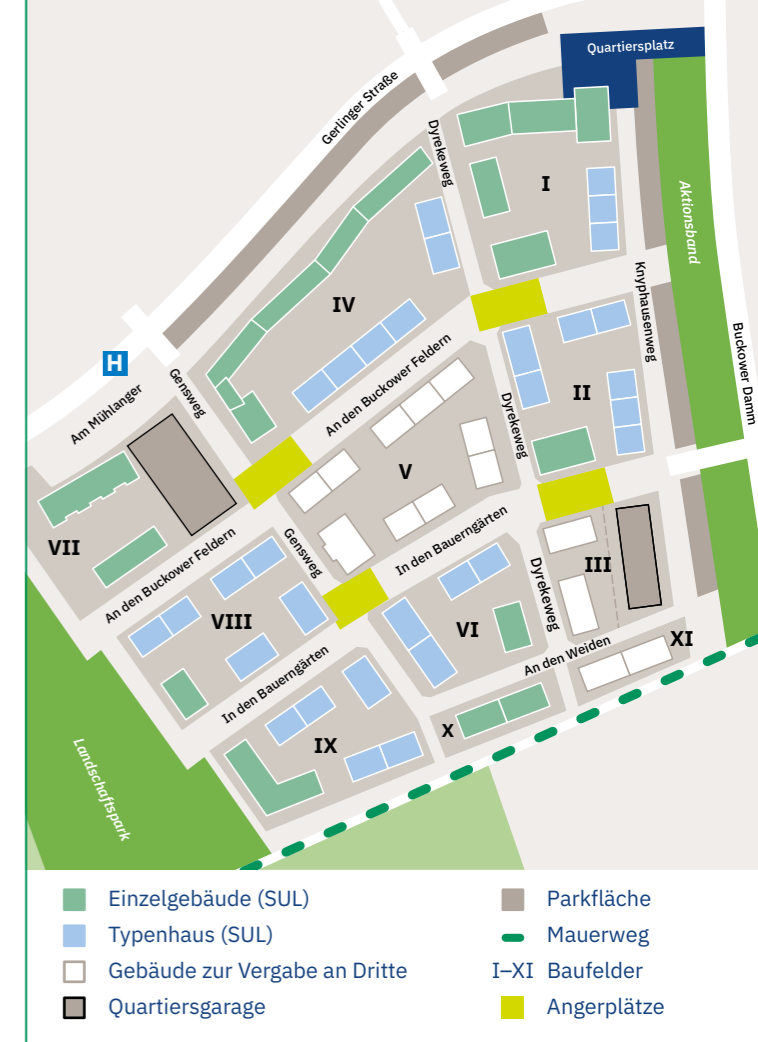 Quartiersplatz
Gerlinger Straße
Dyrekeweg
I
Aktionsband
Knyphausenweg
IV
H
Am Mühlanger
Gensweg
An den Buckower Feldern
Buckower Damm
II
Dyrekeweg
V
VII
An den Buckower Feldern
Gensweg
In den Bauerngärten
Dyrekeweg
III
VIII
VI
XI
An den Weiden
In den Bauerngärten
X
IX
Landschaftspark
Einzelgebäude (SUL)
Typenhaus (SUL)
Gebäude zur Vergabe an Dritte
Quartiersgarage
Parkfläche
Mauerweg
I–XI Baufelder
Angerplätze